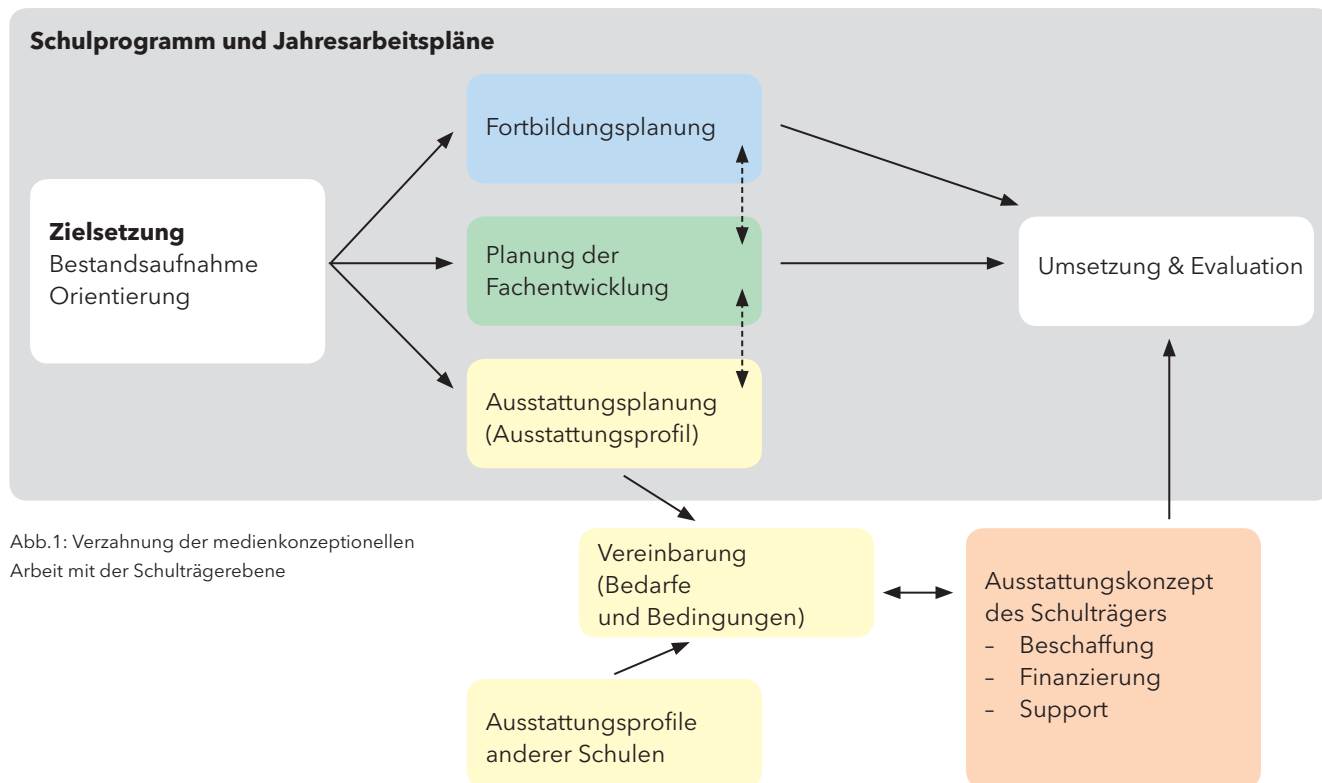 Schulprogramm und Jahresarbeitspläne
Fortbildungsplanung
Zielsetzung
Bestandsaufnahme
Orientierung
Planung der
Fachentwicklung
Umsetzung & Evaluation
Ausstattungsplanung
(Ausstattungsprofil)
Abb.1: Verzahnung der medienkonzeptionellen
Arbeit mit der Schulträgerebene
Vereinbarung
(Bedarfe
und Bedingungen)
Ausstattungskonzept
des Schulträgers
– Beschaffung
– Finanzierung
– Support
Ausstattungsprofile
anderer Schulen